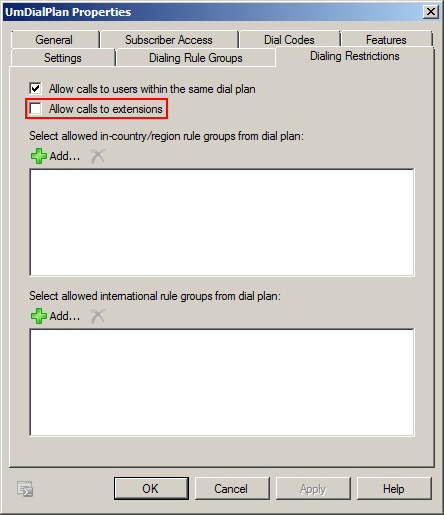 UmDialPlan Properties
General Subscriber Access Dial Codes Features
Settings Dialing Rule Groups Dialing Restrictions
Allow calls to users within the same dial plan
Allow calls to extensions
Select allowed in-country/region rule groups from dial plan:
Add...
Select allowed international rule groups from dial plan:
Add...
OK Cancel Apply Help